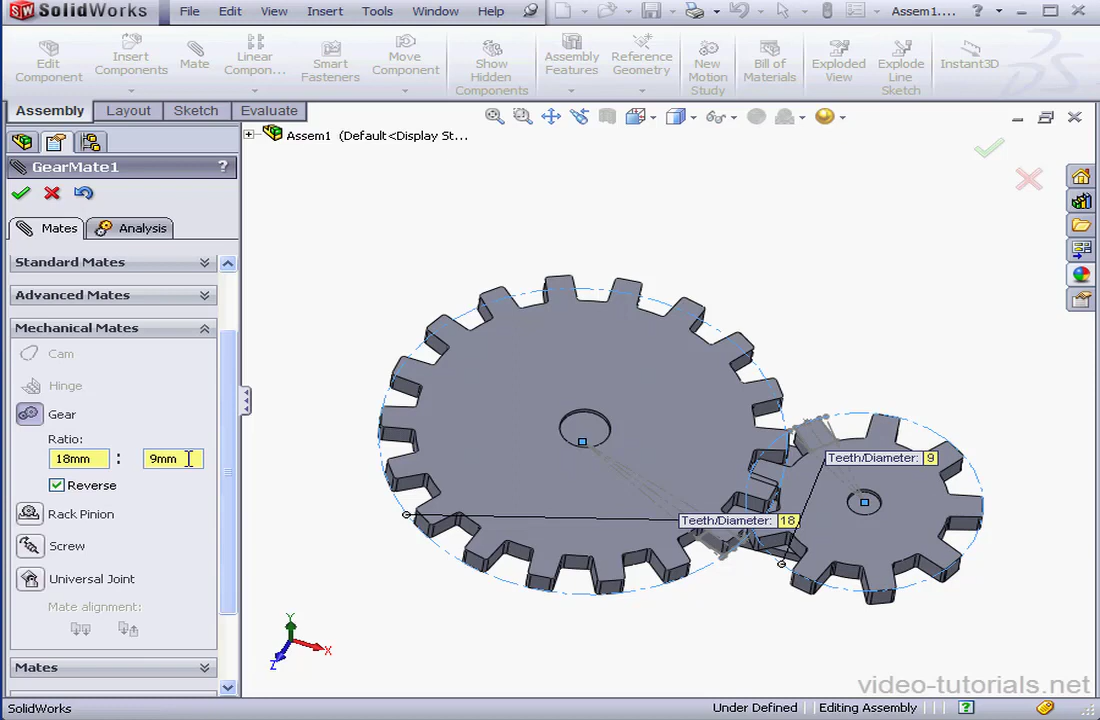 SolidWorks File Edit View Insert Tools Window Help Assem1....
Edit Component
Insert Components
Mate
Linear Compon...
Smart Fasteners
Move Component
Show Hidden Components
Assembly Features
Reference Geometry
New Motion Study
Bill of Materials
Exploded View
Explode Line Sketch
Instant3D
Assembly Layout Sketch Evaluate
Assem1 (Default<Display St...
GearMate1 ?
Mates Analysis
Standard Mates
Advanced Mates
Mechanical Mates
Cam
Hinge
Gear
Ratio:
18mm : 9mm
Reverse
Rack Pinion
Screw
Universal Joint
Mate alignment:
Mates
Teeth/Diameter: 9
Teeth/Diameter: 18
Y
X
Z
video-tutorials.net
SolidWorks Under Defined Editing Assembly